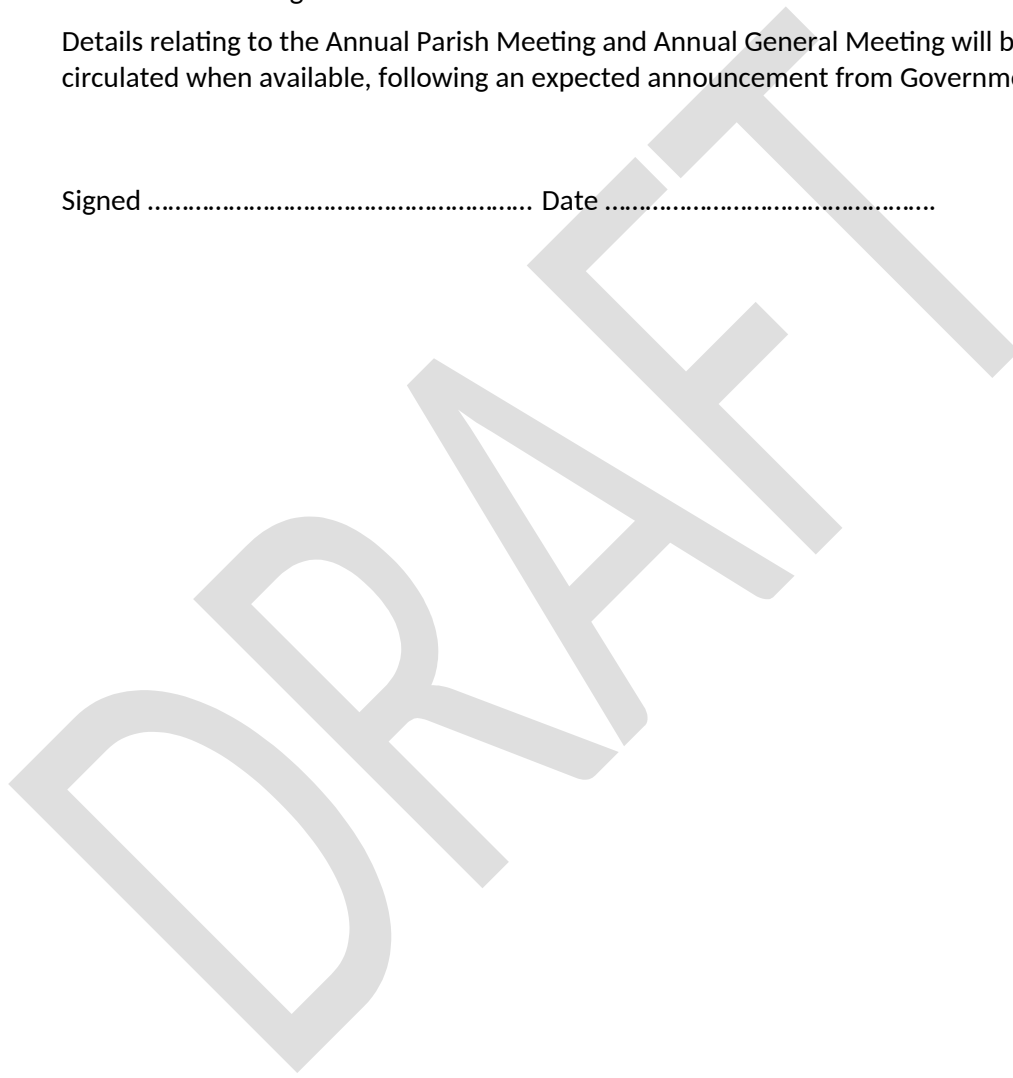 Details relating to the Annual Parish Meeting and Annual General Meeting will b
circulated when available, following an expected announcement from Governm
Signed ……………………………………………… Date ……………………………………….
DRAFT